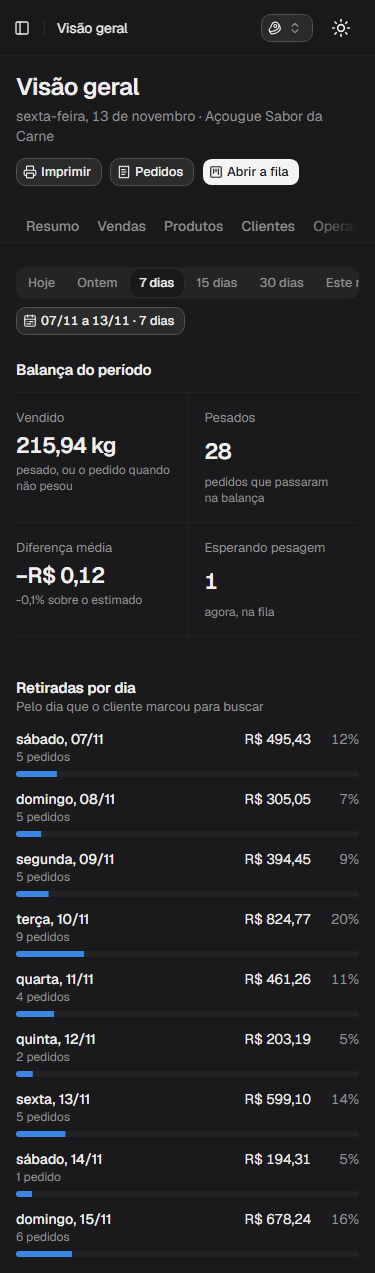 Visão geral
Visão geral
sexta-feira, 13 de novembro · Açougue Sabor da
Carne
Imprimir Pedidos Abrir a fila
Resumo Vendas Produtos Clientes
Hoje Ontem 7 dias 15 dias 30 dias Este
07/11 a 13/11 · 7 dias
Balança do período
Vendido Pesados
215,94 kg 28
pesado, ou o pedido quando
não pesou
pedidos que passaram
na balança
Diferença média Esperando pesagem
−R$ 0,12 1
-0,1% sobre o estimado agora, na fila
Retiradas por dia
Pelo dia que o cliente marcou para buscar
sábado, 07/11 R$ 495,43 12%
5 pedidos
domingo, 08/11 R$ 305,05 7%
5 pedidos
segunda, 09/11 R$ 394,45 9%
5 pedidos
terça, 10/11 R$ 824,77 20%
9 pedidos
quarta, 11/11 R$ 461,26 11%
4 pedidos
quinta, 12/11 R$ 203,19 5%
2 pedidos
sexta, 13/11 R$ 599,10 14%
5 pedidos
sábado, 14/11 R$ 194,31 5%
1 pedido
domingo, 15/11 R$ 678,24 16%
6 pedidos